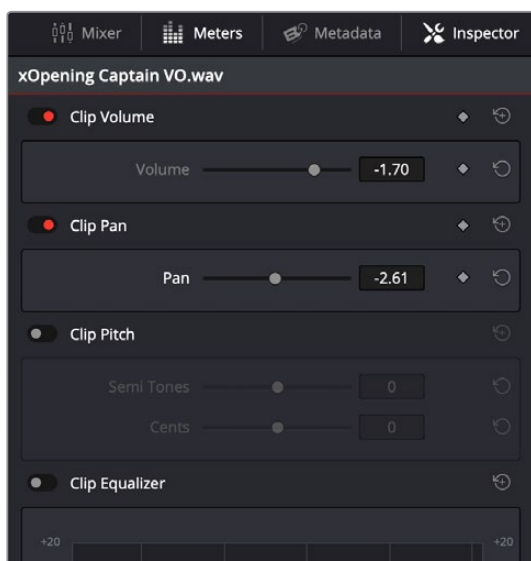 Mixer Meters Metadata Inspector
xOpening Captain VO.wav
Clip Volume
Volume -1.70
Clip Pan
Pan -2.61
Clip Pitch
Semi Tones 0
Cents 0
Clip Equalizer
+20 +20